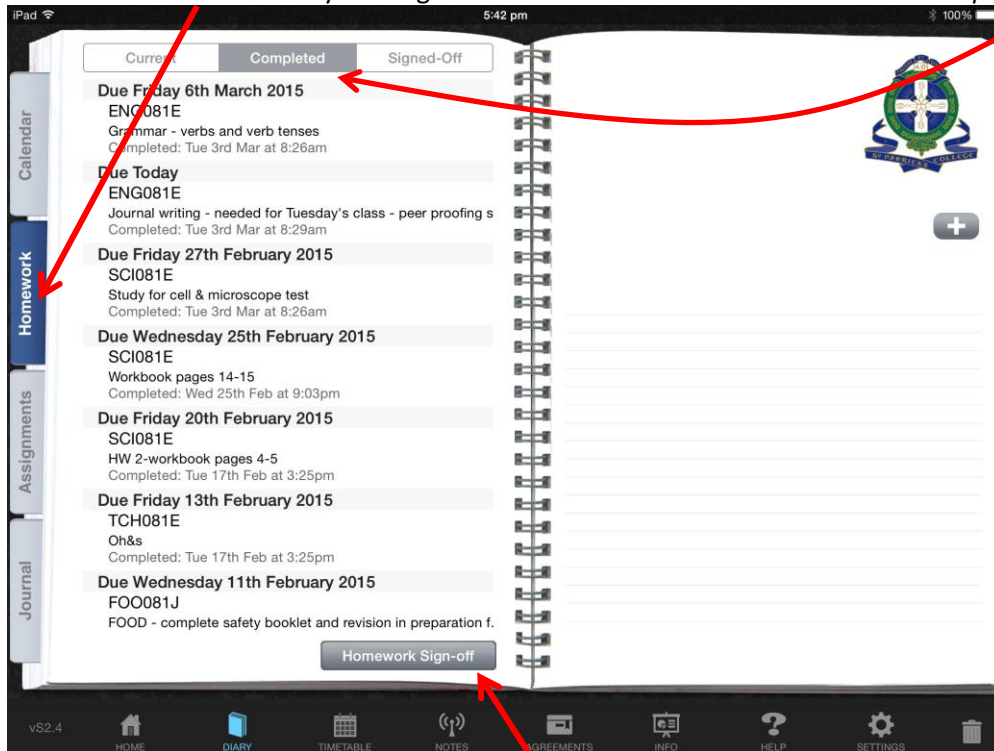 iPad
5:42 pm
100%
Current
Completed
Signed-Off
Due Friday 6th March 2015
ENG081E
Grammar - verbs and verb tenses
Completed: Tue 3rd Mar at 8:26am
Due Today
ENG081E
Journal writing - needed for Tuesday's class - peer proofing s
Completed: Tue 3rd Mar at 8:29am
Due Friday 27th February 2015
SCI081E
Study for cell & microscope test
Completed: Tue 3rd Mar at 8:26am
Due Wednesday 25th February 2015
SCI081E
Workbook pages 14-15
Completed: Wed 25th Feb at 9:03pm
Due Friday 20th February 2015
SCI081E
HW 2-workbook pages 4-5
Completed: Tue 17th Feb at 3:25pm
Due Friday 13th February 2015
TCH081E
Oh&s
Completed: Tue 17th Feb at 3:25pm
Due Wednesday 11th February 2015
FOO081J
FOOD - complete safety booklet and revision in preparation f.
Homework Sign-off
Calendar
Homework
Assignments
Journal
ST PATRICK'S COLLEGE
vS2.4
HOME
DIARY
TIMETABLE
NOTES
AGREEMENTS
INFO
HELP
SETTINGS